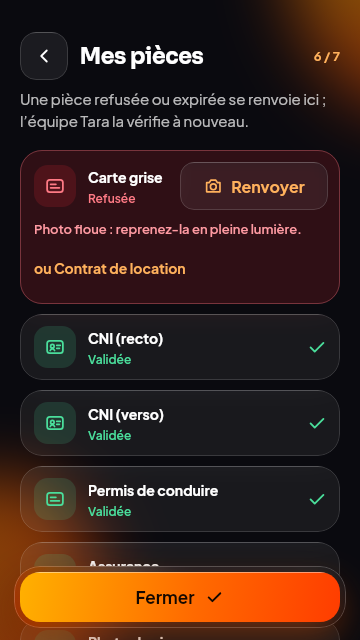 Mes pièces
6 / 7
Une pièce refusée ou expirée se renvoie ici ;
l'équipe Tara la vérifie à nouveau.
Carte grise
Refusée
Renvoyer
Photo floue : reprenez-la en pleine lumière.
ou Contrat de location
CNI (recto)
Validée
CNI (verso)
Validée
Permis de conduire
Validée
Assurance
Fermer